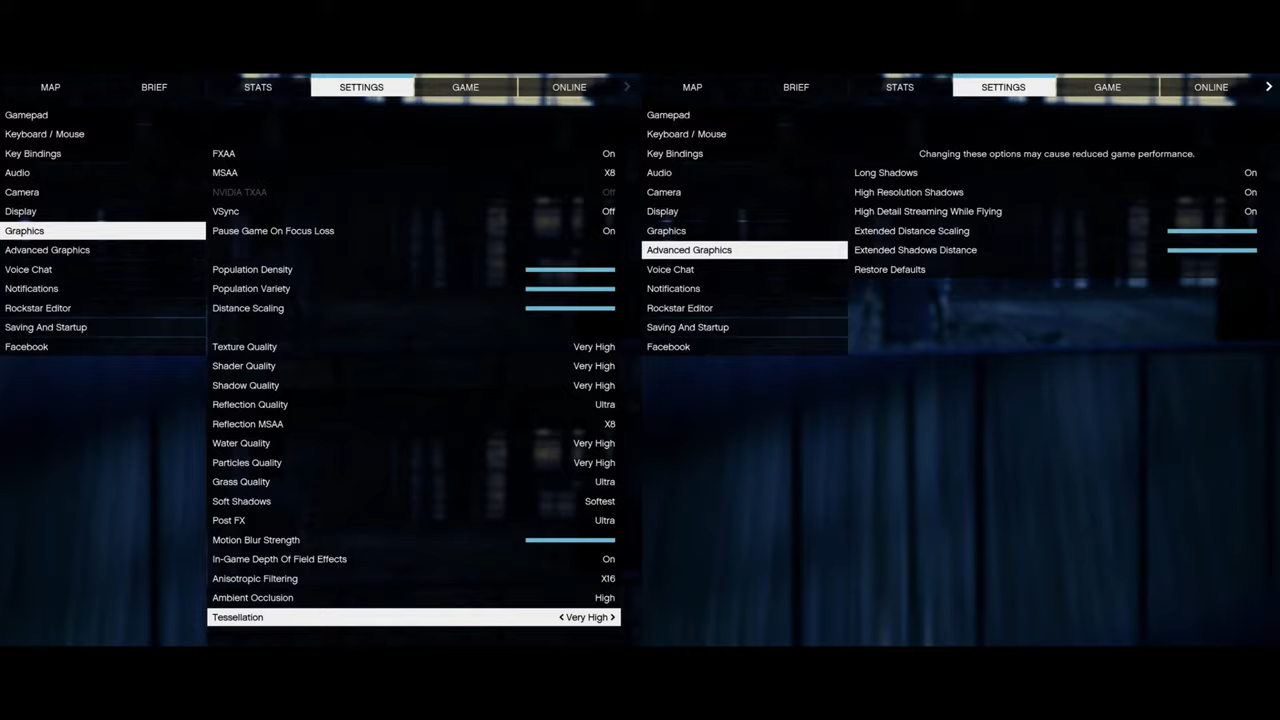 MAP BRIEF STATS SETTINGS GAME ONLINE
Gamepad
Keyboard / Mouse
Key Bindings
Audio
Camera
Display
Graphics
Advanced Graphics
Voice Chat
Notifications
Rockstar Editor
Saving And Startup
Facebook
FXAA On
MSAA X8
NVIDIA TXAA Off
VSync Off
Pause Game On Focus Loss On
Population Density
Population Variety
Distance Scaling
Texture Quality Very High
Shader Quality Very High
Shadow Quality Very High
Reflection Quality Ultra
Reflection MSAA X8
Water Quality Very High
Particles Quality Very High
Grass Quality Ultra
Soft Shadows Softest
Post FX Ultra
Motion Blur Strength
In-Game Depth Of Field Effects On
Anisotropic Filtering X16
Ambient Occlusion High
Tessellation < Very High >
MAP BRIEF STATS SETTINGS GAME ONLINE >
Gamepad
Keyboard / Mouse
Key Bindings
Audio
Camera
Display
Graphics
Advanced Graphics
Voice Chat
Notifications
Rockstar Editor
Saving And Startup
Facebook
Changing these options may cause reduced game performance.
Long Shadows On
High Resolution Shadows On
High Detail Streaming While Flying On
Extended Distance Scaling
Extended Shadows Distance
Restore Defaults